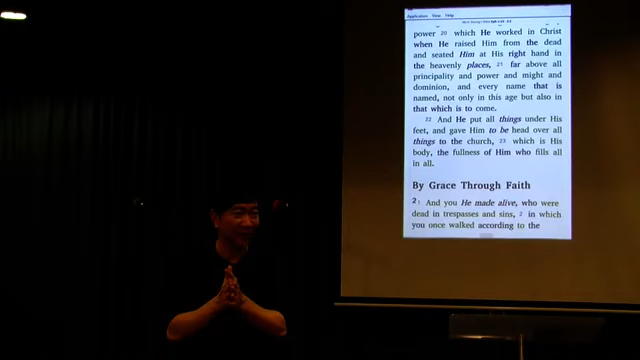 Application View Help
power 20 which He worked in Christ
when He raised Him from the dead
and seated Him at His right hand in
the heavenly places, 21 far above all
principality and power and might and
dominion, and every name that is
named, not only in this age but also in
that which is to come.
22 And He put all things under His
feet, and gave Him to be head over all
things to the church, 23 which is His
body, the fullness of Him who fills all
in all.
By Grace Through Faith
2 1 And you He made alive, who were
dead in trespasses and sins, 2 in which
you once walked according to the